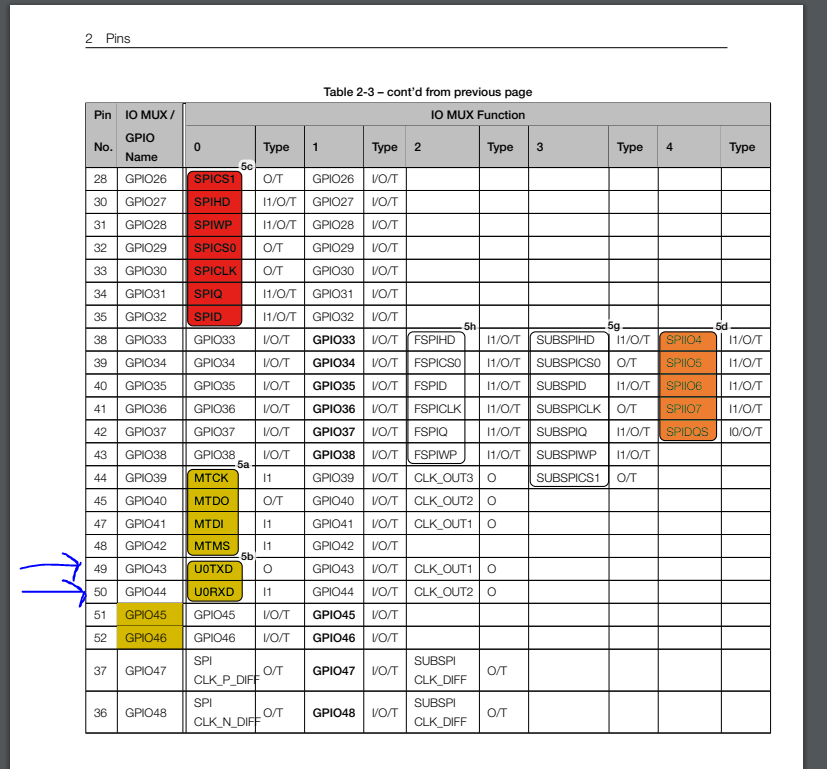 2 Pins
Table 2-3 – cont'd from previous page
Pin IO MUX / IO MUX Function
No. GPIO Name 0 Type 1 Type 2 Type 3 Type 4 Type
5c
28 GPIO26 SPICS1 O/T GPIO26 I/O/T
30 GPIO27 SPIHD I1/O/T GPIO27 I/O/T
31 GPIO28 SPIWP I1/O/T GPIO28 I/O/T
32 GPIO29 SPICS0 O/T GPIO29 I/O/T
33 GPIO30 SPICLK O/T GPIO30 I/O/T
34 GPIO31 SPIQ I1/O/T GPIO31 I/O/T
35 GPIO32 SPID I1/O/T GPIO32 I/O/T
5h 5g 5d
38 GPIO33 GPIO33 I/O/T GPIO33 I/O/T FSPIHD I1/O/T SUBSPIHD I1/O/T SPIIO4 I1/O/T
39 GPIO34 GPIO34 I/O/T GPIO34 I/O/T FSPICS0 I1/O/T SUBSPICS0 O/T SPIIO5 I1/O/T
40 GPIO35 GPIO35 I/O/T GPIO35 I/O/T FSPID I1/O/T SUBSPID I1/O/T SPIIO6 I1/O/T
41 GPIO36 GPIO36 I/O/T GPIO36 I/O/T FSPICLK I1/O/T SUBSPICLK O/T SPIIO7 I1/O/T
42 GPIO37 GPIO37 I/O/T GPIO37 I/O/T FSPIQ I1/O/T SUBSPIQ I1/O/T SPIDQS I0/O/T
43 GPIO38 GPIO38 I/O/T GPIO38 I/O/T FSPIWP I1/O/T SUBSPIWP I1/O/T
5a
44 GPIO39 MTCK I1 GPIO39 I/O/T CLK_OUT3 O SUBSPICS1 O/T
45 GPIO40 MTDO O/T GPIO40 I/O/T CLK_OUT2 O
47 GPIO41 MTDI I1 GPIO41 I/O/T CLK_OUT1 O
48 GPIO42 MTMS I1 GPIO42 I/O/T
5b
49 GPIO43 U0TXD O GPIO43 I/O/T CLK_OUT1 O
50 GPIO44 U0RXD I1 GPIO44 I/O/T CLK_OUT2 O
51 GPIO45 GPIO45 I/O/T GPIO45 I/O/T
52 GPIO46 GPIO46 I/O/T GPIO46 I/O/T
37 GPIO47 SPI CLK_P_DIFF O/T GPIO47 I/O/T SUBSPI CLK_DIFF O/T
36 GPIO48 SPI CLK_N_DIFF O/T GPIO48 I/O/T SUBSPI CLK_DIFF O/T